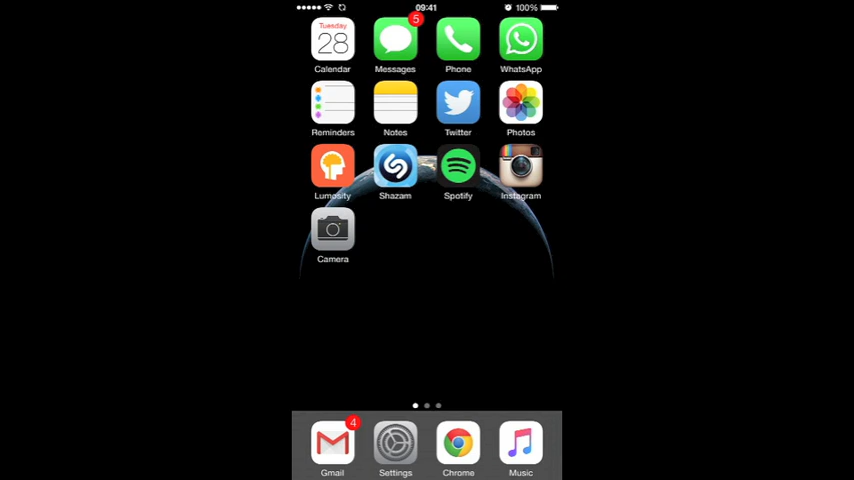 09:41 100%
5
Tuesday
28
Calendar Messages Phone WhatsApp
Reminders Notes Twitter Photos
Lumosity Shazam Spotify Instagram
Camera
4
Gmail Settings Chrome Music